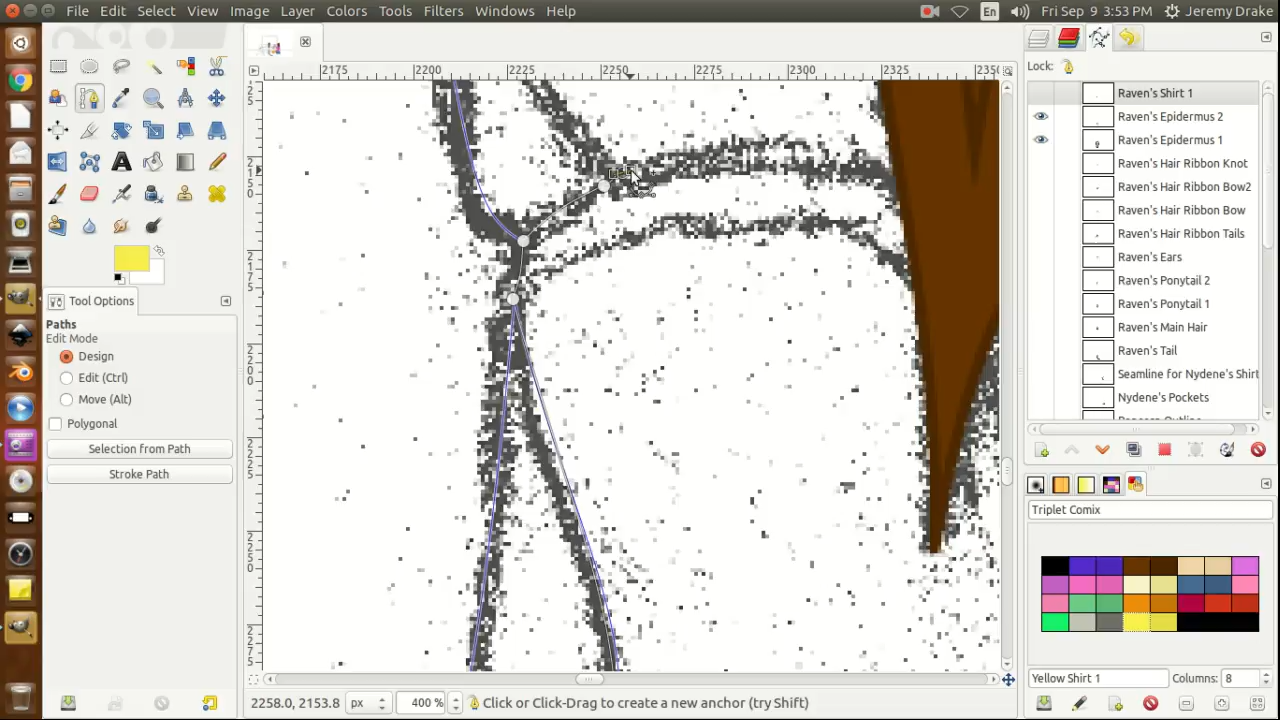 File Edit Select View Image Layer Colors Tools Filters Windows Help En Fri Sep 9 3:53 PM Jeremy Drake
2175 2200 2225 2250 2275 2300 2325
Lock:
Raven's Shirt 1
Raven's Epidermus 2
Raven's Epidermus 1
Raven's Hair Ribbon Knot
Raven's Hair Ribbon Bow2
Raven's Hair Ribbon Bow
Raven's Hair Ribbon Tails
Raven's Ears
Raven's Ponytail 2
Raven's Ponytail 1
Raven's Main Hair
Raven's Tail
Seamline for Nydene's Shirt
Nydene's Pockets
Tool Options
Paths
Edit Mode
Design
Edit (Ctrl)
Move (Alt)
Polygonal
Selection from Path
Stroke Path
Triplet Comix
Yellow Shirt 1 Columns: 8
2258.0, 2153.8 px 400 % Click or Click-Drag to create a new anchor (try Shift)